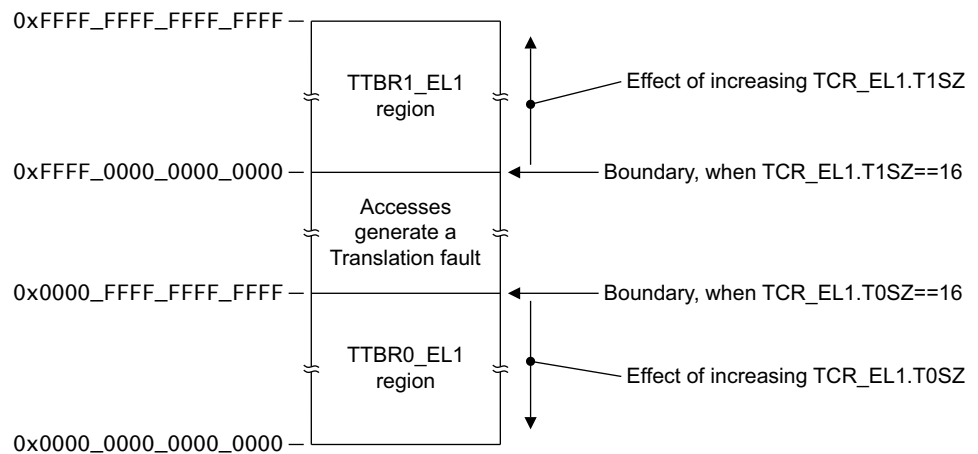 0xFFFF_FFFF_FFFF_FFFF
TTBR1_EL1
region
Effect of increasing TCR_EL1.T1SZ
0xFFFF_0000_0000_0000
Boundary, when TCR_EL1.T1SZ==16
Accesses
generate a
Translation fault
0x0000_FFFF_FFFF_FFFF
Boundary, when TCR_EL1.T0SZ==16
TTBR0_EL1
region
Effect of increasing TCR_EL1.T0SZ
0x0000_0000_0000_0000